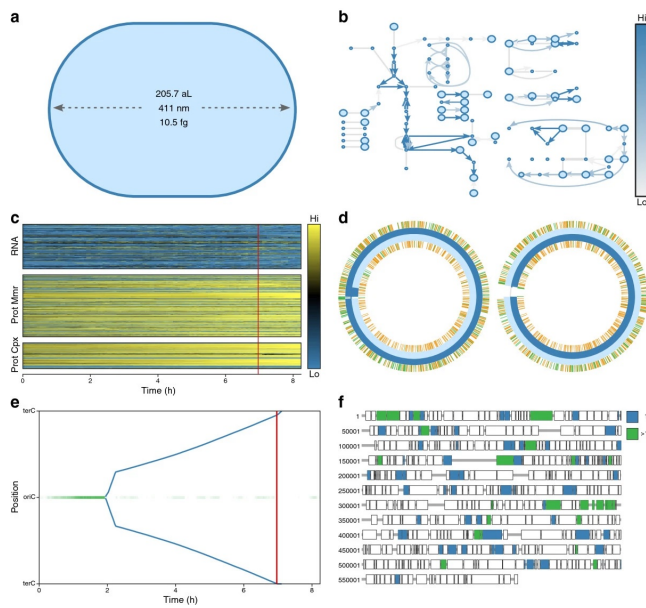 a
205.7 aL
411 nm
10.5 fg
b
Hi
Lo
c
Hi
RNA
Prot Mmr
Prot Cpx
Lo
0 2 4 6 8
Time (h)
d
e
terC
Position
oriC
terC
0 2 4 6 8
Time (h)
f
1
50001
100001
150001
200001
250001
300001
350001
400001
450001
500001
550001
>